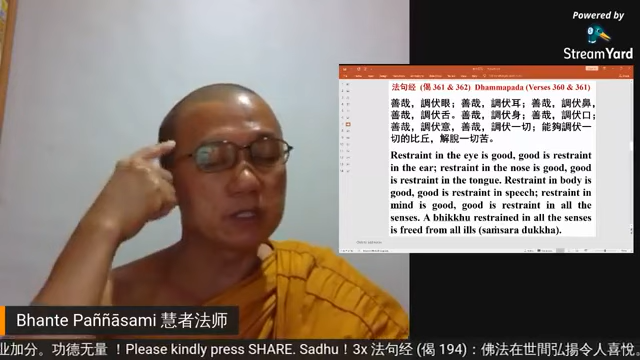 Powered by
StreamYard
法句经 (偈 361 & 362) Dhammapada (Verses 360 & 361)
善哉，調伏眼；善哉，調伏耳；善哉，調伏鼻，
善哉，調伏舌。善哉，調伏身；善哉，調伏口；
善哉，調伏意，善哉，調伏一切；能夠調伏一
切的比丘，解脫一切苦。
Restraint in the eye is good, good is restraint
in the ear; restraint in the nose is good, good
is restraint in the tongue. Restraint in body is
good, good is restraint in speech; restraint in
mind is good, good is restraint in all the
senses. A bhikkhu restrained in all the senses
is freed from all ills (saṁsara dukkha).
Bhante Paññāsami 慧者法师
业加分。功德无量 ！Please kindly press SHARE. Sadhu！3x 法句经 (偈 194)：佛法在世間弘揚令人喜悅